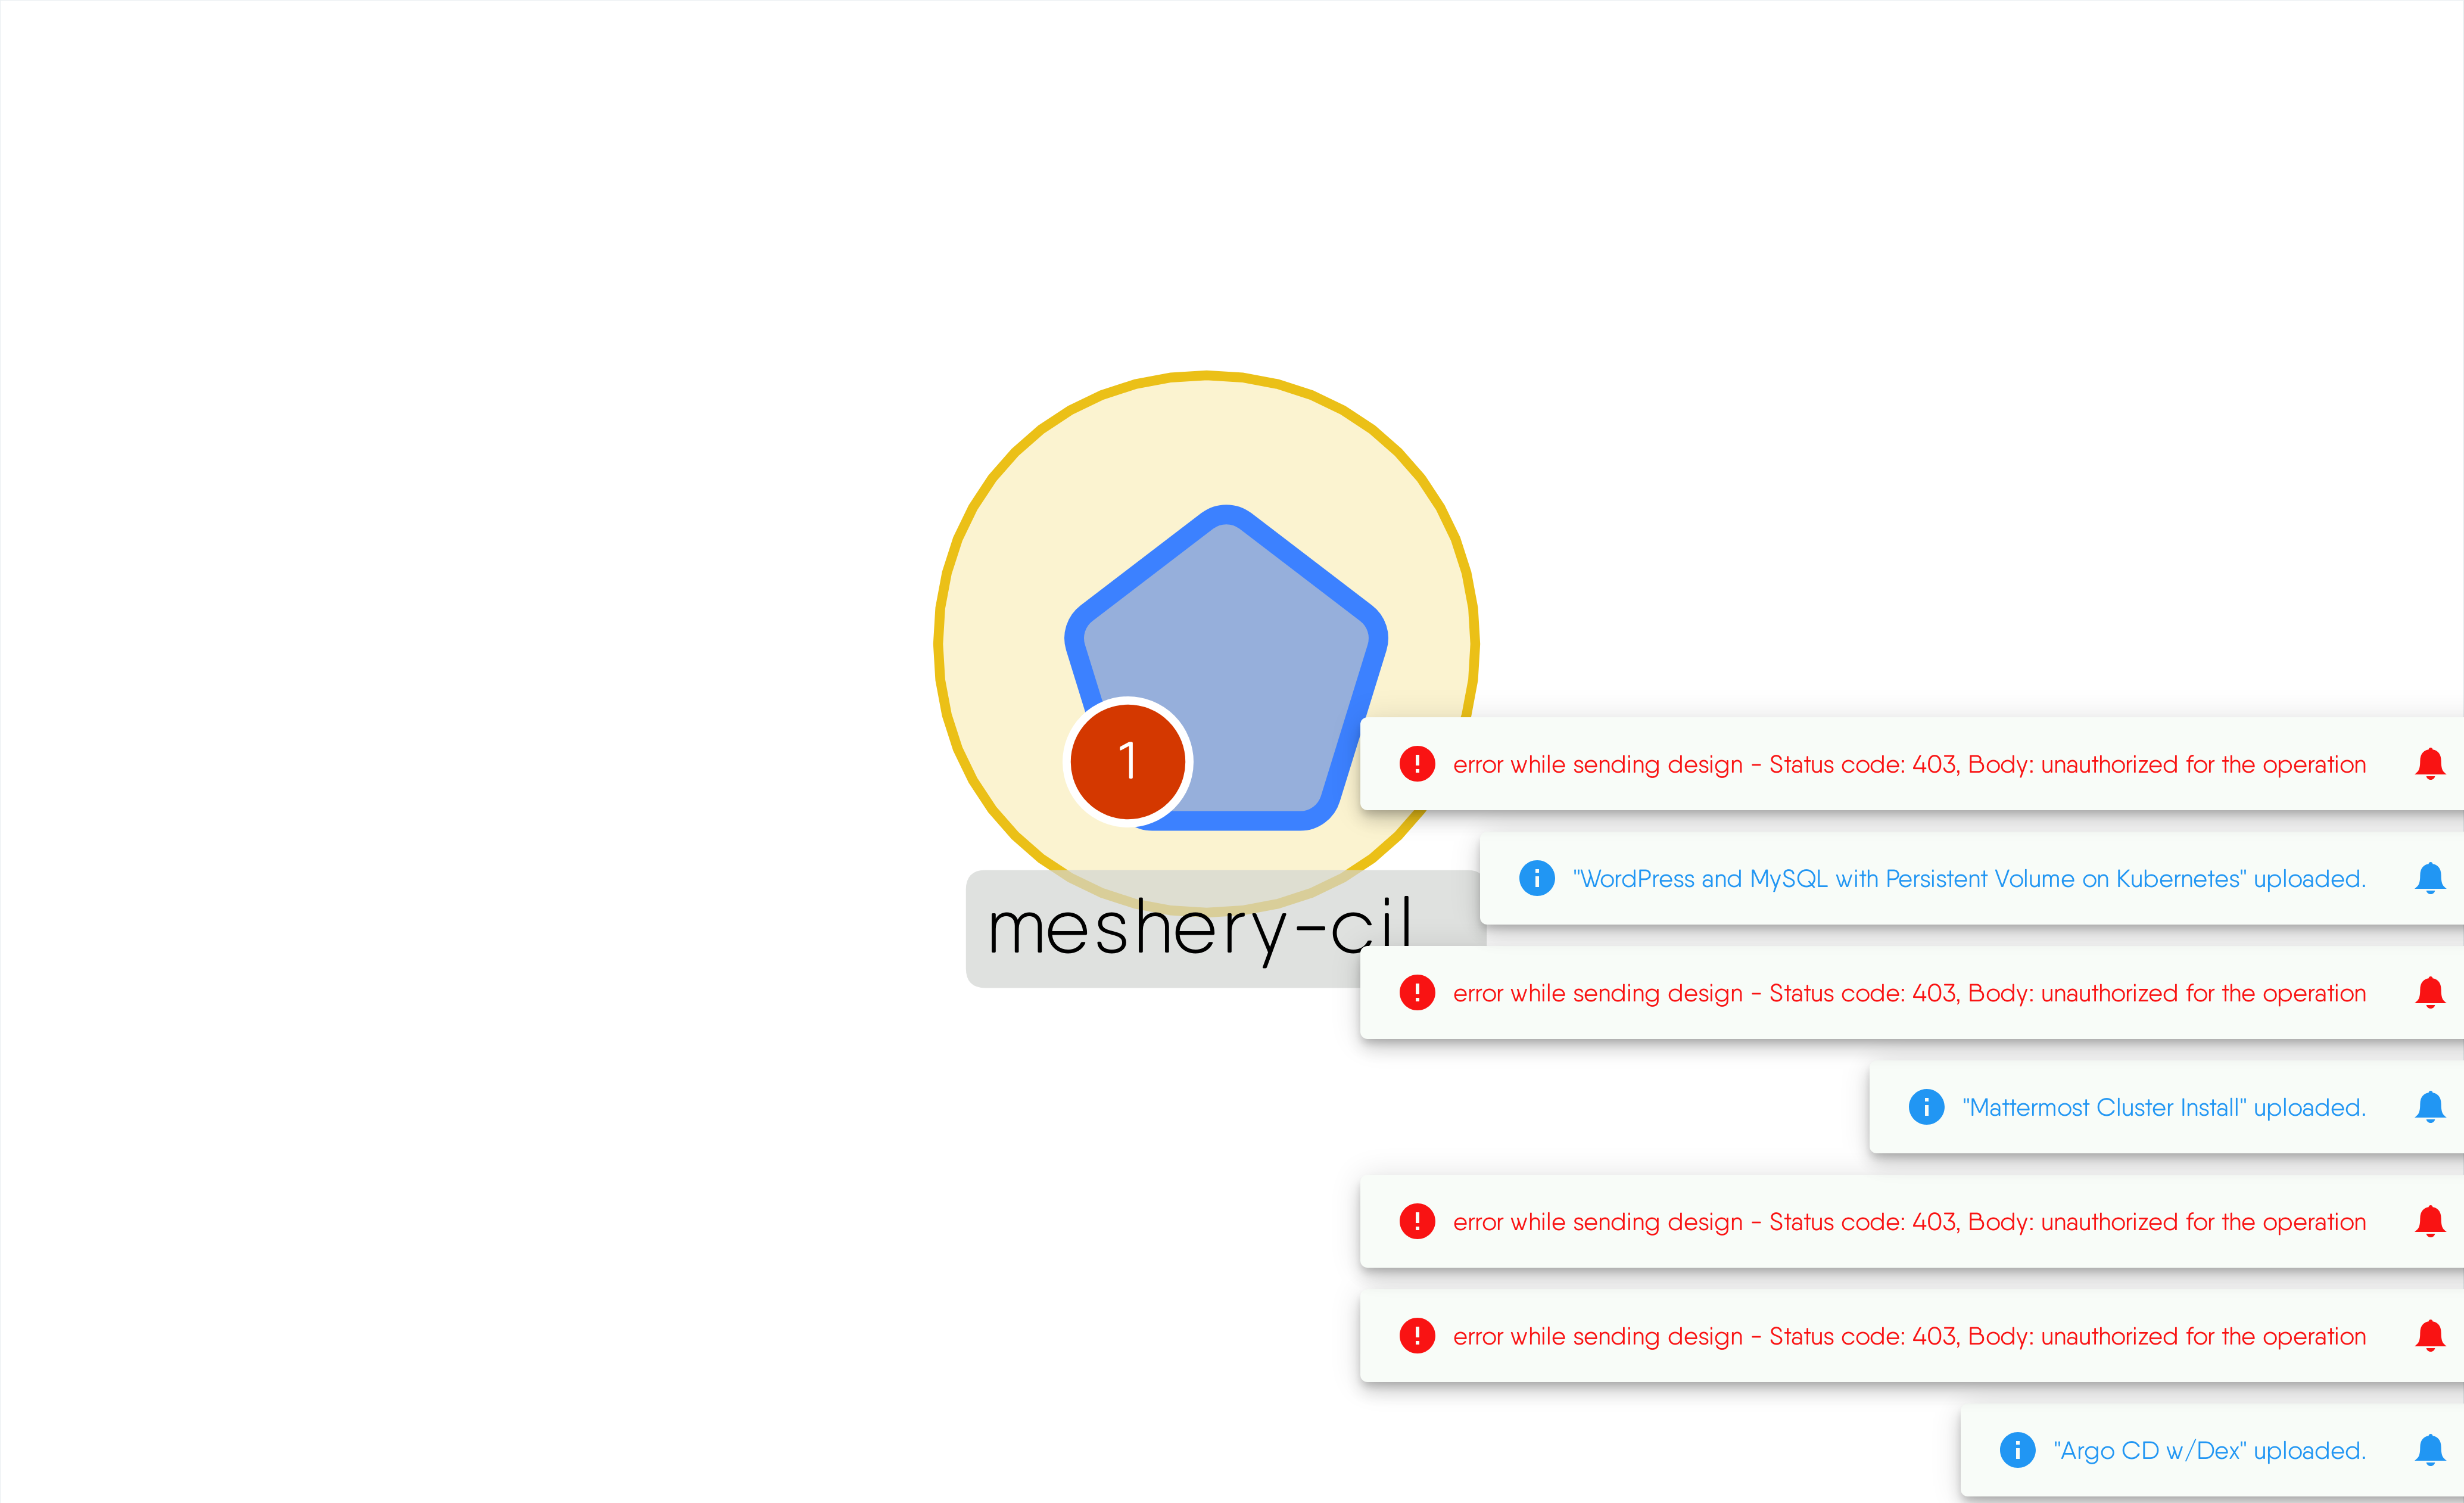 1
error while sending design - Status code: 403, Body: unauthorized for the operation
"WordPress and MySQL with Persistent Volume on Kubernetes" uploaded.
meshery-cil
error while sending design - Status code: 403, Body: unauthorized for the operation
"Mattermost Cluster Install" uploaded.
error while sending design - Status code: 403, Body: unauthorized for the operation
error while sending design - Status code: 403, Body: unauthorized for the operation
"Argo CD w/Dex" uploaded.